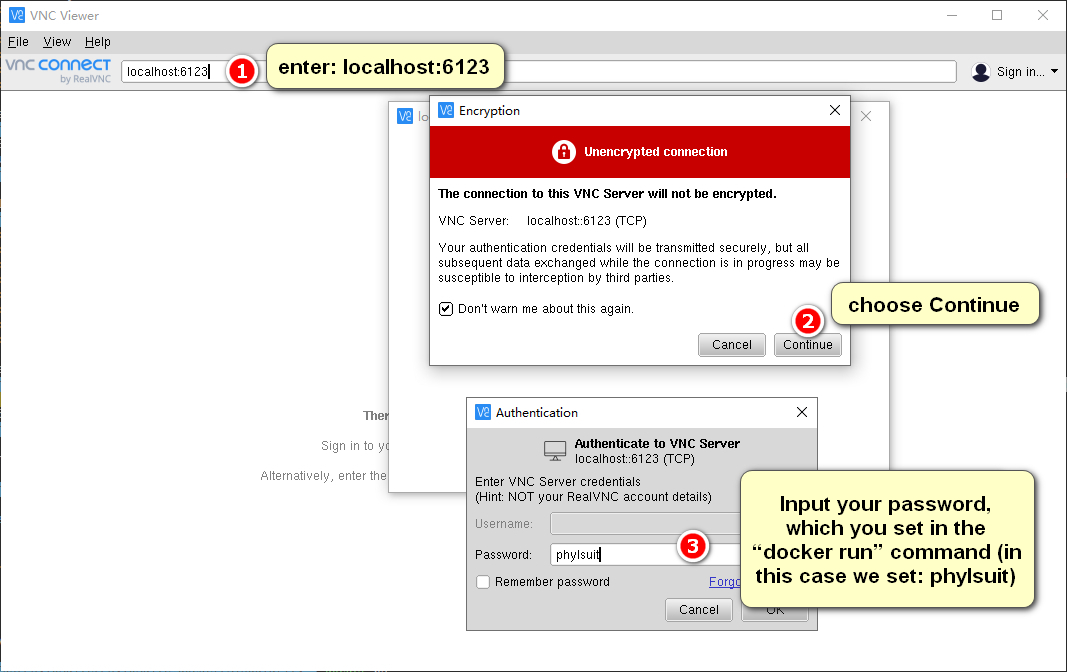 VNC Viewer
File View Help
vnc connect
by RealVNC
localhost:6123
1
enter: localhost:6123
Sign in...
Encryption
Unencrypted connection
The connection to this VNC Server will not be encrypted.
VNC Server: localhost::6123 (TCP)
Your authentication credentials will be transmitted securely, but all
subsequent data exchanged while the connection is in progress may be
susceptible to interception by third parties.
Don't warn me about this again.
2
choose Continue
Cancel Continue
Sign in to
Alternatively, enter the
Authentication
Authenticate to VNC Server
localhost::6123 (TCP)
Enter VNC Server credentials
(Hint: NOT your RealVNC account details)
Username:
Password: phylsuit
3
Remember password
Cancel OK
Input your password,
which you set in the
“docker run” command (in
this case we set: phylsuit)